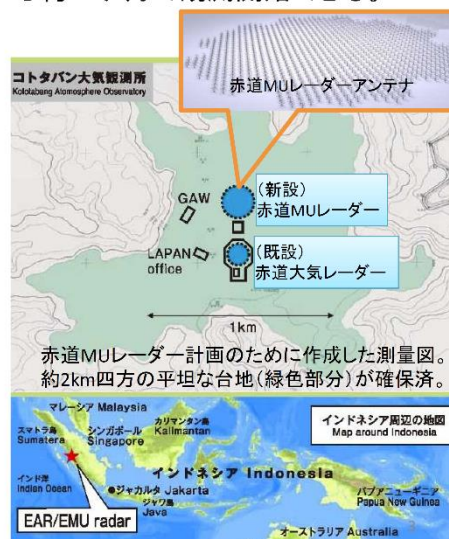 赤道MUレーダーアンテナ
コトタバン大気観測所
Kototabang Atomosphere Observatory
GAW
(新設)
赤道MUレーダー
LAPAN
office
(既設)
赤道大気レーダー
1km
赤道MUレーダー計画のために作成した測量図。
約2km四方の平坦な台地(緑色部分)が確保済。
マレーシア Malaysia
スマトラ島
Sumatera
シンガポール
Singapore
カリマンタン島
Kalimantan
インドネシア周辺の地図
Map around Indonesia
インド洋
Indian Ocean
インドネシア Indonesia
ジャカルタ Jakarta
ジャワ島
Java
パプアニューギニア
Papua New Guinea
EAR/EMU radar
オーストラリア Australia
3